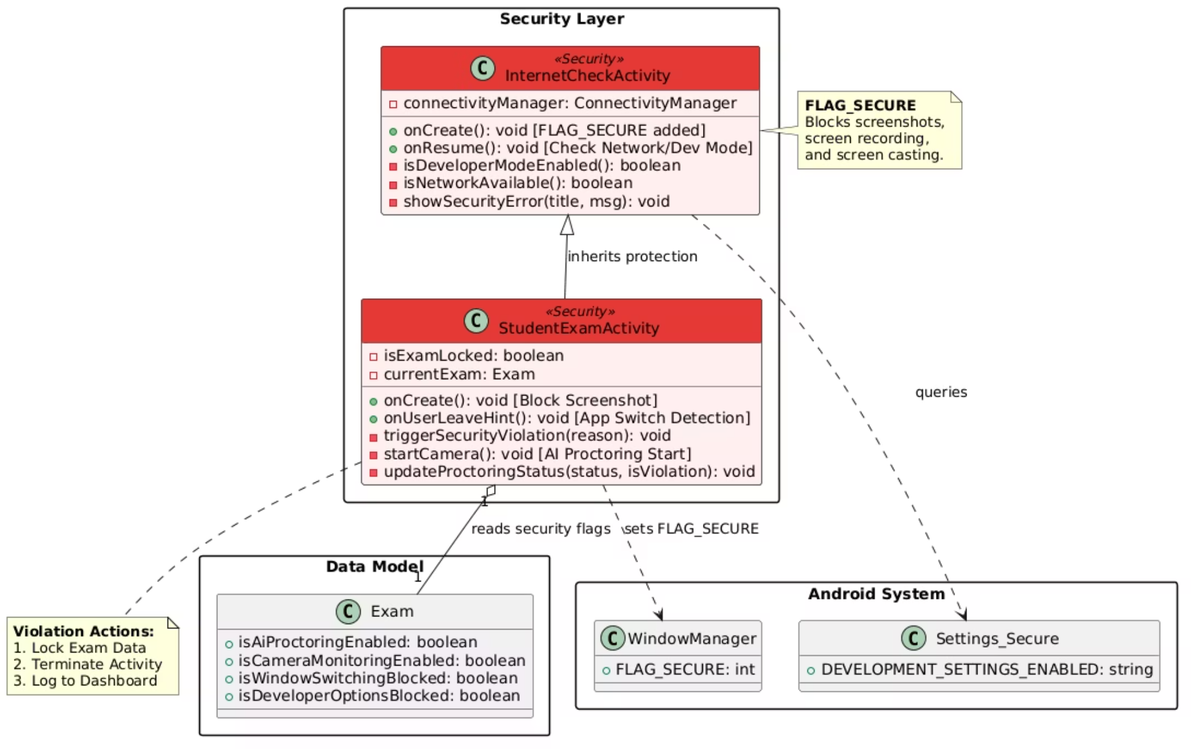 Security Layer
«Security»
C
InternetCheckActivity
connectivityManager: ConnectivityManager
onCreate(): void [FLAG_SECURE added]
onResume(): void [Check Network/Dev Mode]
isDeveloperModeEnabled(): boolean
isNetworkAvailable(): boolean
showSecurityError(title, msg): void
FLAG_SECURE
Blocks screenshots,
screen recording,
and screen casting.
inherits protection
«Security»
C
StudentExamActivity
isExamLocked: boolean
currentExam: Exam
onCreate(): void [Block Screenshot]
onUserLeaveHint(): void [App Switch Detection]
triggerSecurityViolation(reason): void
startCamera(): void [AI Proctoring Start]
updateProctoringStatus(status, isViolation): void
queries
1
reads security flags
sets FLAG_SECURE
Data Model
1
C Exam
isAiProctoringEnabled: boolean
isCameraMonitoringEnabled: boolean
isWindowSwitchingBlocked: boolean
isDeveloperOptionsBlocked: boolean
Violation Actions:
1. Lock Exam Data
2. Terminate Activity
3. Log to Dashboard
Android System
C WindowManager
FLAG_SECURE: int
C Settings_Secure
DEVELOPMENT_SETTINGS_ENABLED: string